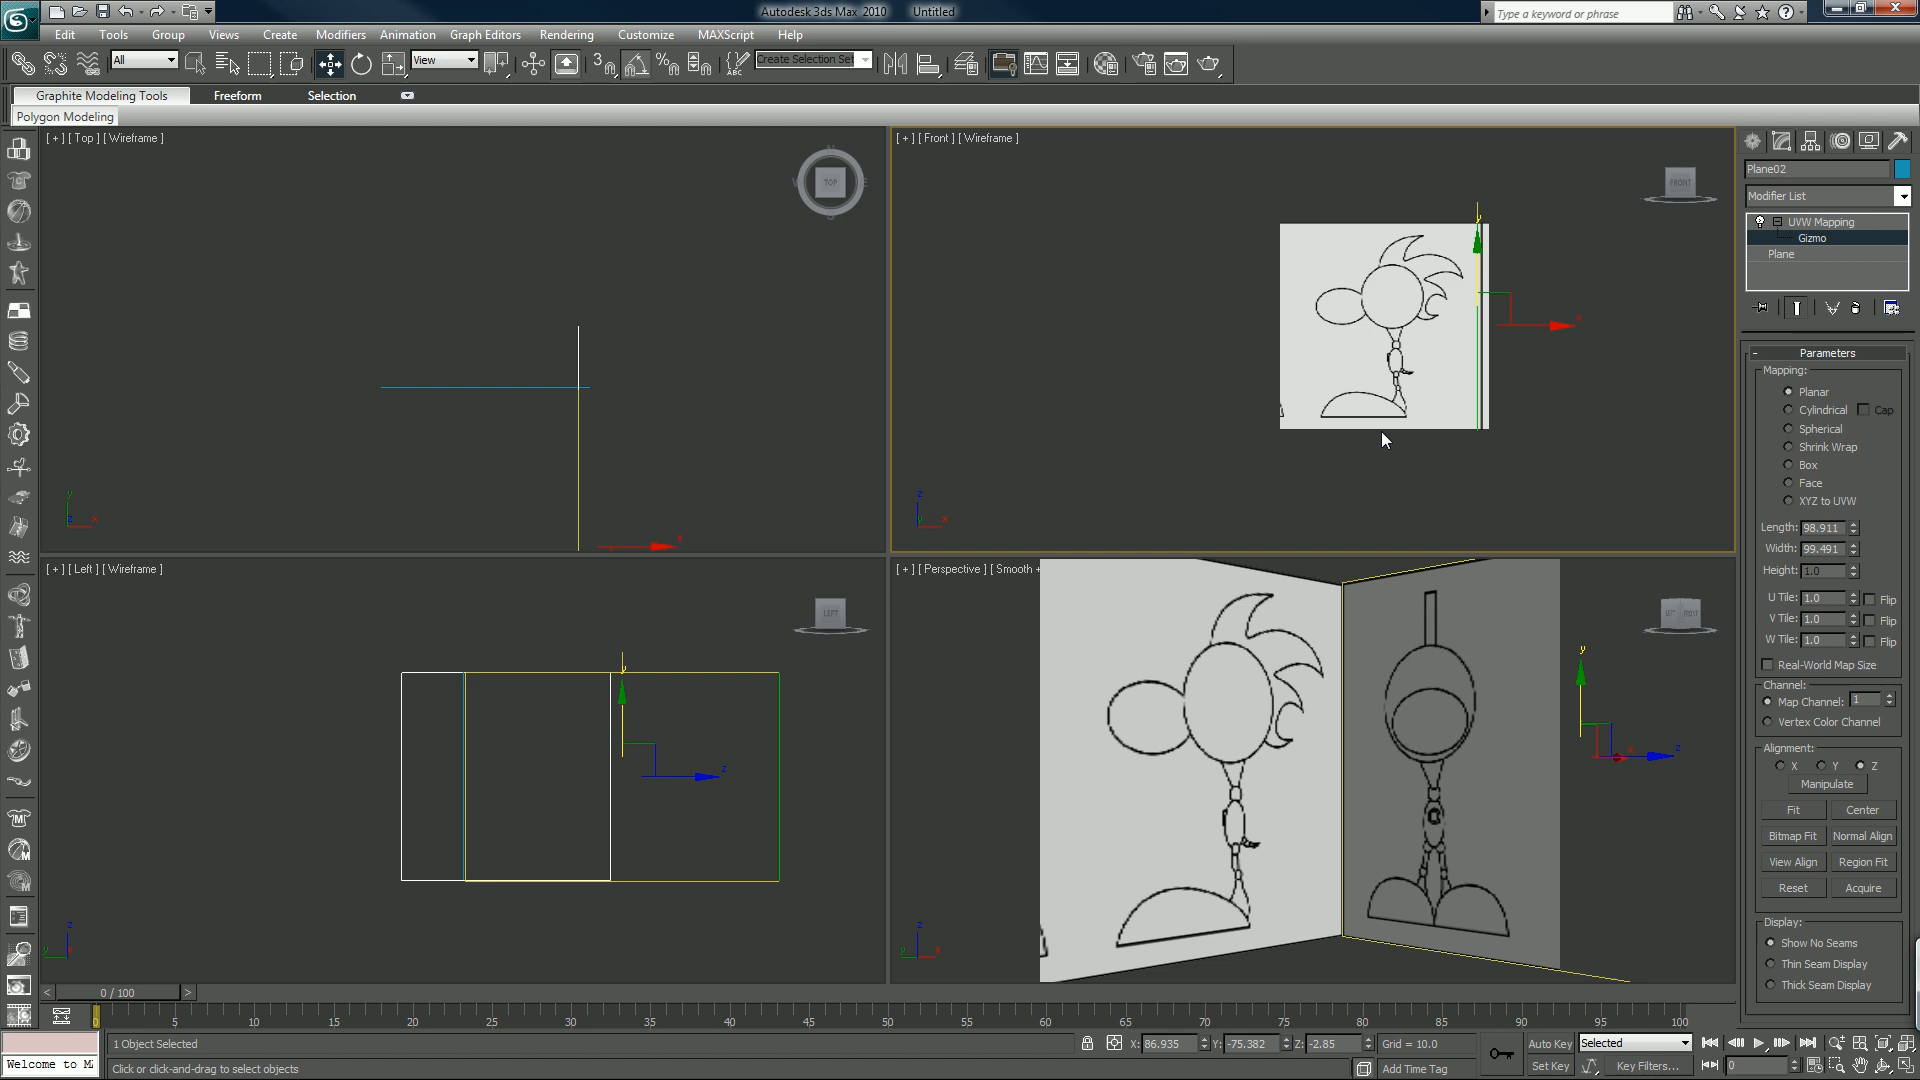 Autodesk 3ds Max 2010 Untitled
Type a keyword or phrase
Edit Tools Group Views Create Modifiers Animation Graph Editors Rendering Customize MAXScript Help
All View 3 ABC Create Selection Set
Graphite Modeling Tools Freeform Selection
Polygon Modeling
[ + ] [ Top ] [ Wireframe ]
TOP
[ + ] [ Front ] [ Wireframe ]
FRONT
[ + ] [ Left ] [ Wireframe ]
LEFT
[ + ] [ Perspective ] [ Smooth +
Plane02
Modifier List
UVW Mapping
Gizmo
Plane
- Parameters
Mapping:
Planar
Cylindrical Cap
Spherical
Shrink Wrap
Box
Face
XYZ to UVW
Length: 98.911
Width: 99.491
Height: 1.0
U Tile: 1.0 Flip
V Tile: 1.0 Flip
W Tile: 1.0 Flip
Real-World Map Size
Channel:
Map Channel: 1
Vertex Color Channel
Alignment:
X Y Z
Manipulate
Fit Center
Bitmap Fit Normal Align
View Align Region Fit
Reset Acquire
Display:
Show No Seams
Thin Seam Display
Thick Seam Display
< 0 / 100 >
0 5 10 15 20 25 30 35 40 45 50 55 60 65 70 75 80 85 90 95 100
1 Object Selected X: 86.935 Y: -75.382 Z: -2.85 Grid = 10.0 Auto Key Selected
Welcome to M Click or click-and-drag to select objects Add Time Tag Set Key Key Filters... 0